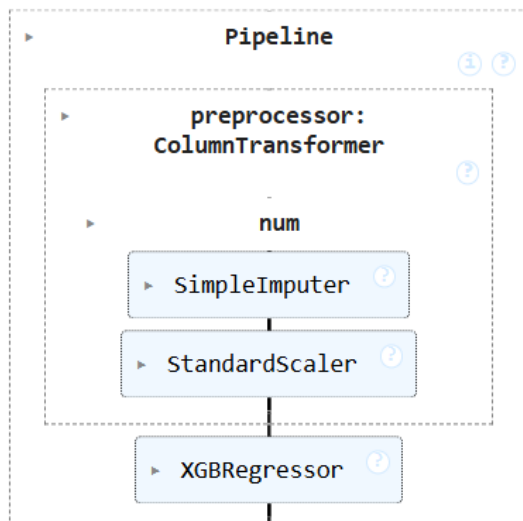 Pipeline
i ?
preprocessor:
ColumnTransformer
?
num
SimpleImputer ?
StandardScaler ?
XGBRegressor ?